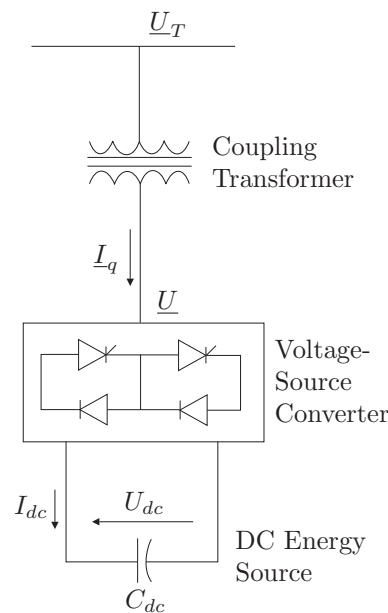 U_T
Coupling
Transformer
I_q
U
Voltage-
Source
Converter
I_dc
U_dc
DC Energy
Source
C_dc